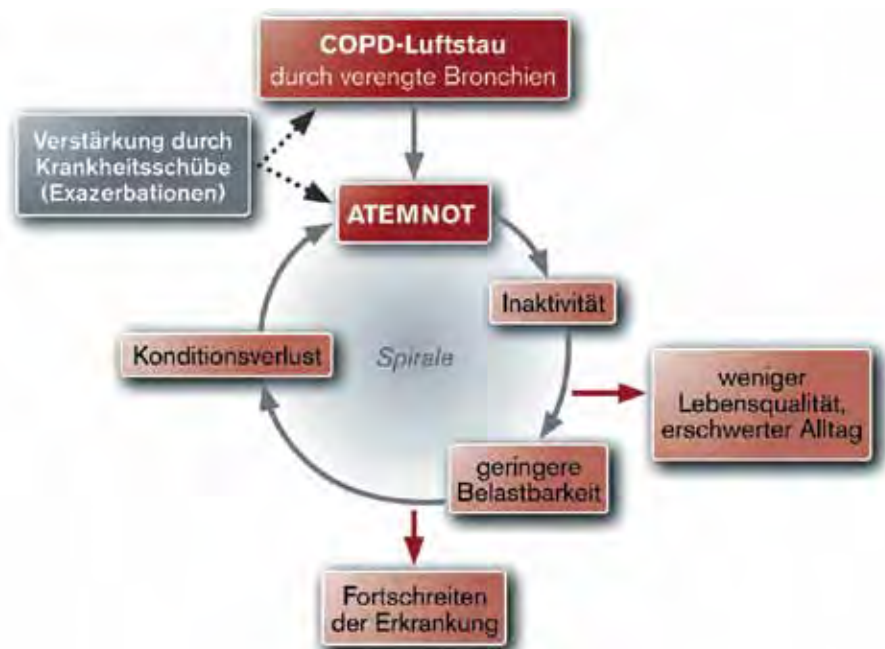 COPD-Luftstau
durch verengte Bronchien
Verstärkung durch
Krankheitsschübe
(Exazerbationen)
ATEMNOT
Inaktivität
Konditionsverlust
Spirale
weniger
Lebensqualität,
erschwerter Alltag
geringere
Belastbarkeit
Fortschreiten
der Erkrankung